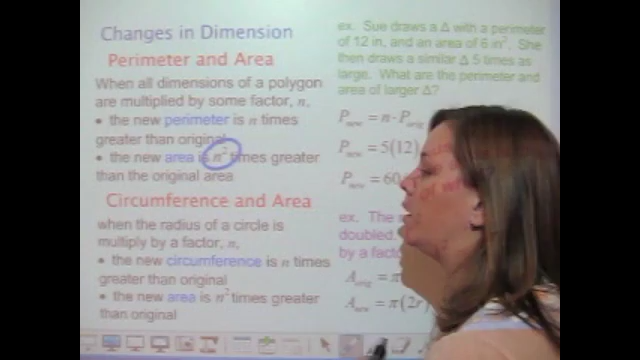 Changes in Dimension
Perimeter and Area
When all dimensions of a polygon
are multiplied by some factor, n,
• the new perimeter is n times
greater than original
• the new area is n² times greater
than the original area
Circumference and Area
when the radius of a circle is
multiply by a factor, n,
• the new circumference is n times
greater than original
• the new area is n² times greater
than original
ex. Sue draws a Δ with a perimeter
of 12 in, and an area of 6 in². She
then draws a similar Δ 5 times as
large. What are the perimeter and
area of larger Δ?
P_new = n · P_orig
P_new = 5(12)
P_new = 60
ex. The
doubled.
by a facto
A_orig = π
A_new = π(2r)